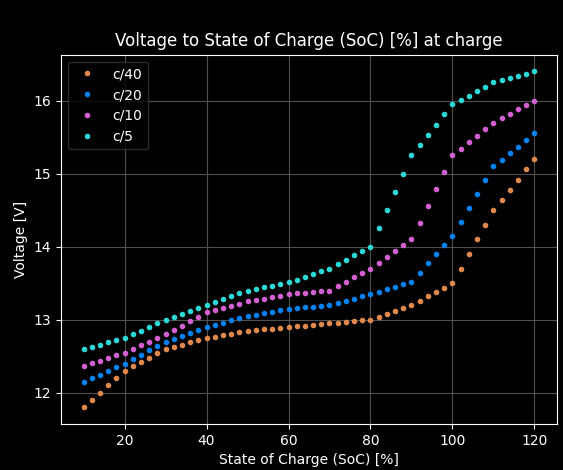 Voltage to State of Charge (SoC) [%] at charge
c/40
c/20
c/10
c/5
Voltage [V]
16
15
14
13
12
20 40 60 80 100 120
State of Charge (SoC) [%]